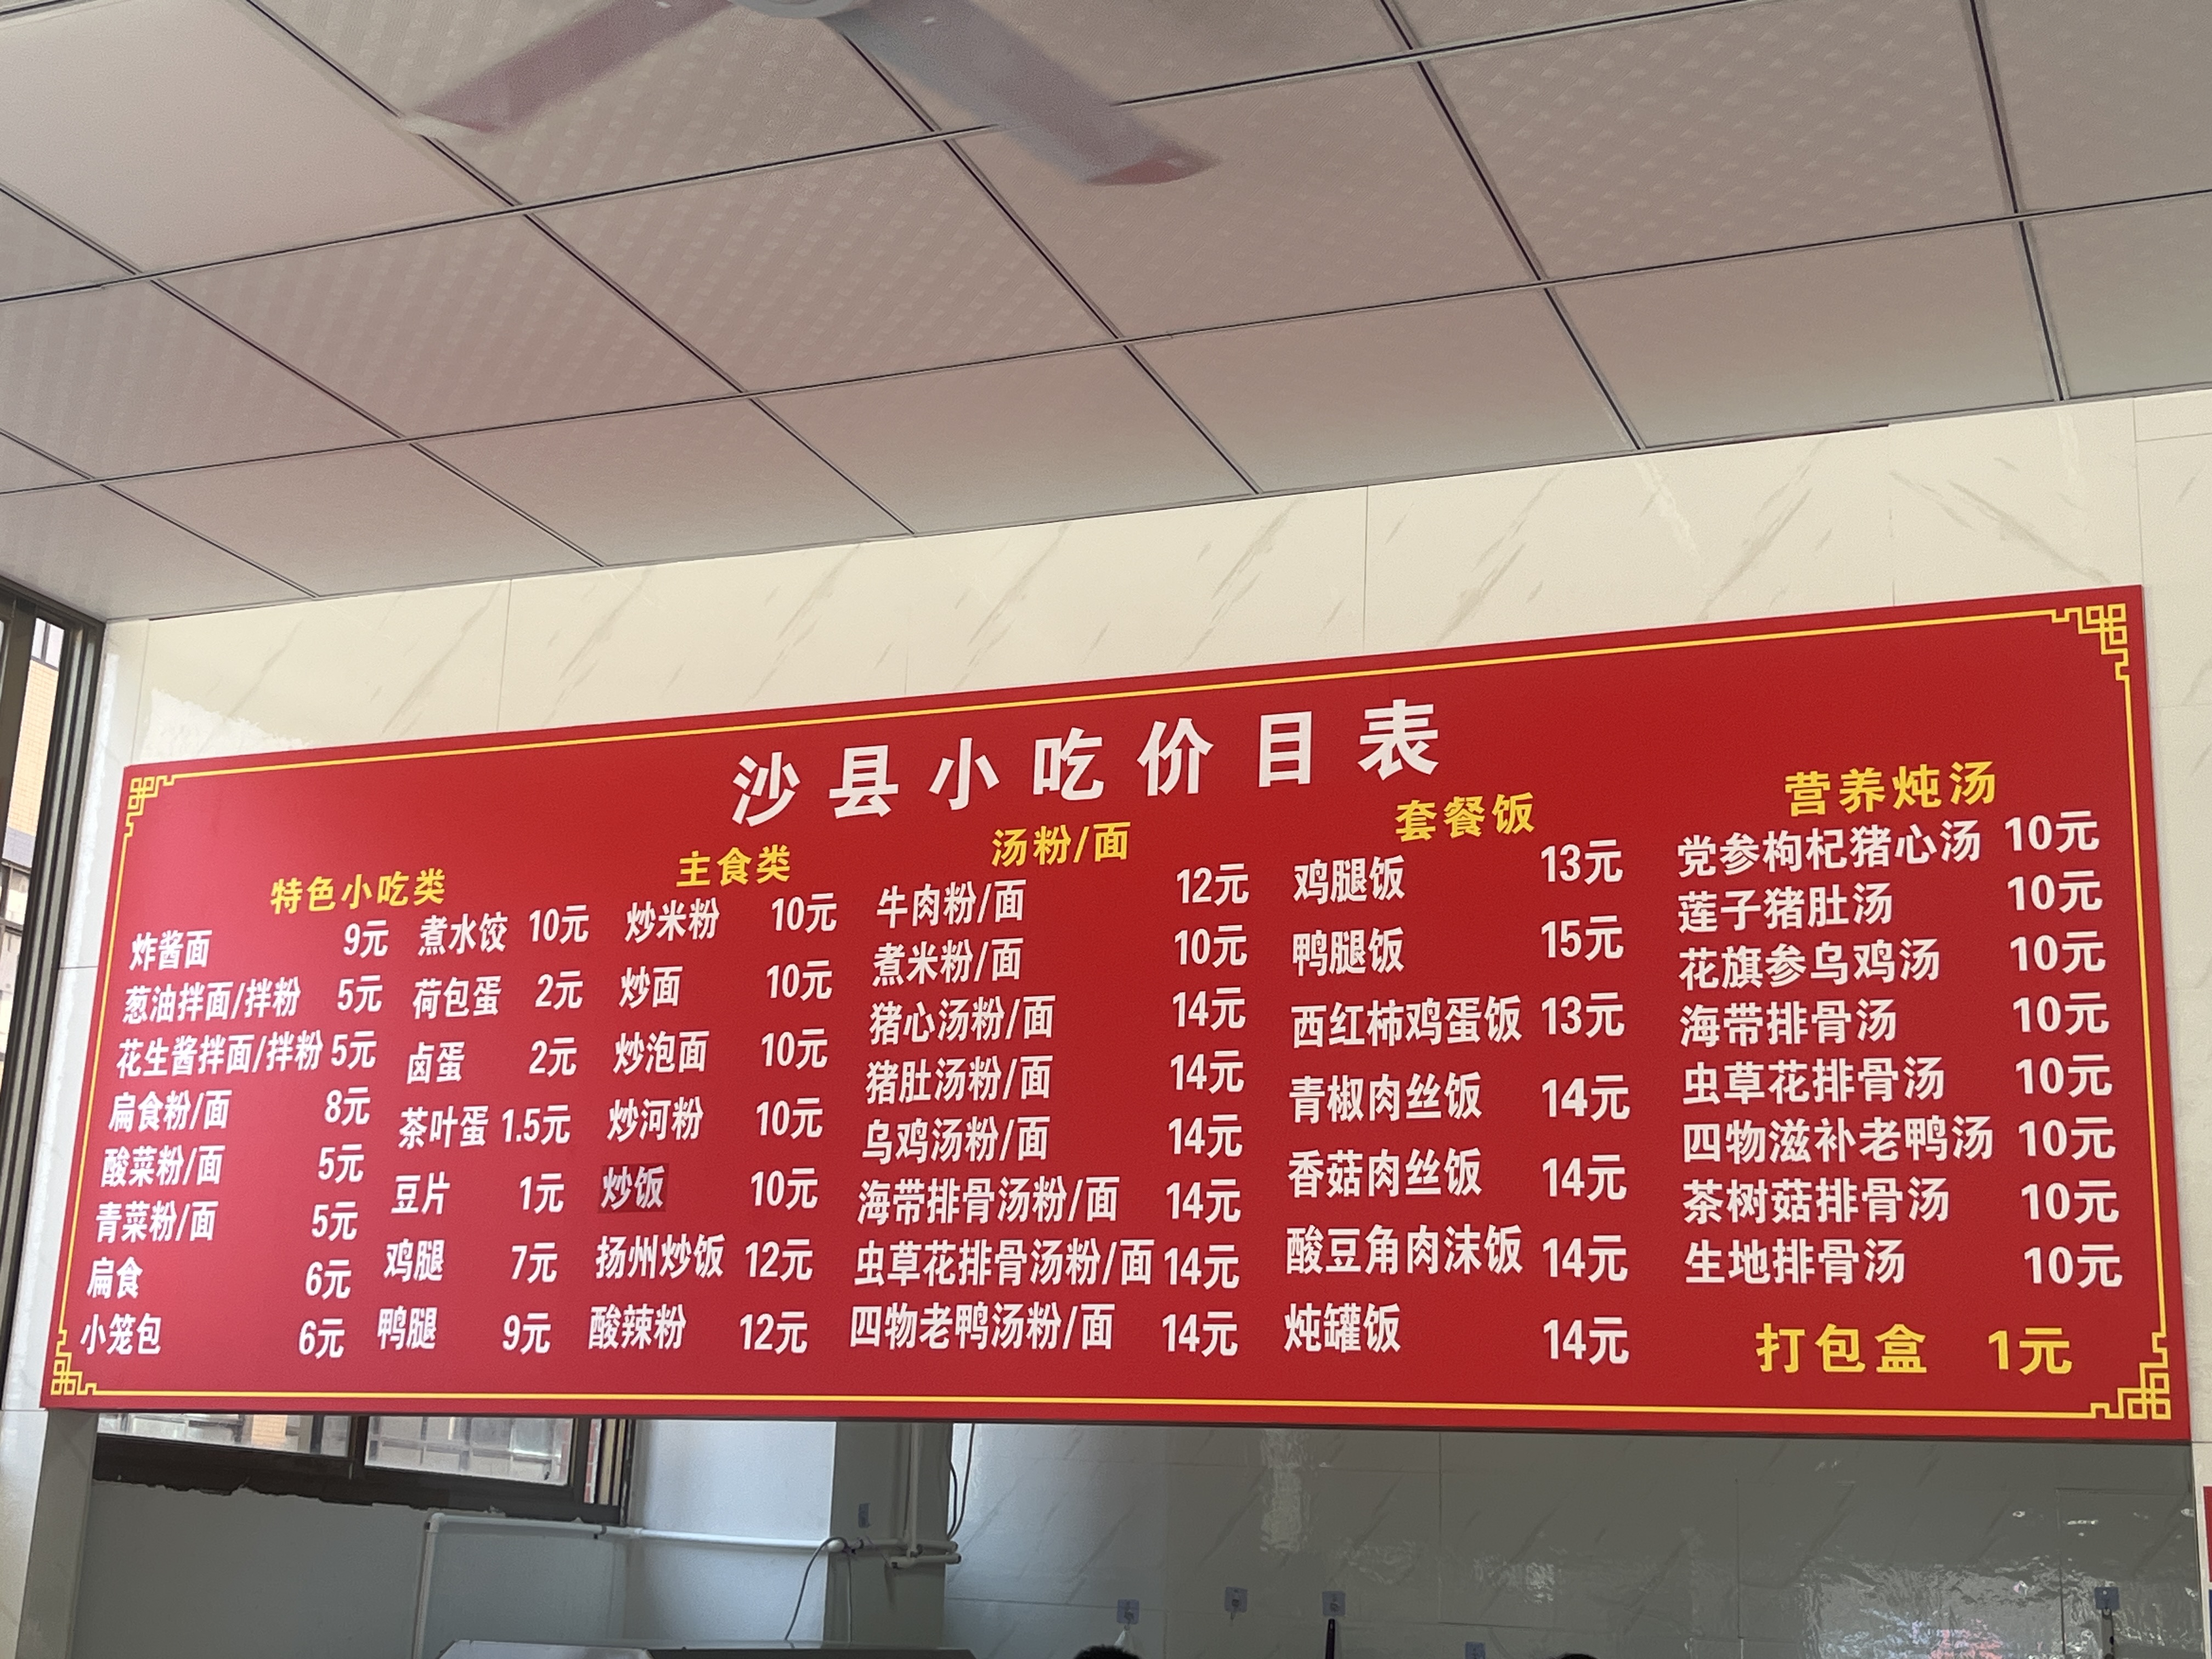 沙县小吃价目表
特色小吃类
炸酱面 9元
葱油拌面/拌粉 5元
花生酱拌面/拌粉 5元
扁食粉/面 8元
酸菜粉/面 5元
青菜粉/面 5元
扁食 6元
小笼包 6元
煮水饺 10元
荷包蛋 2元
卤蛋 2元
茶叶蛋 1.5元
豆片 1元
鸡腿 7元
鸭腿 9元
主食类
炒米粉 10元
炒面 10元
炒泡面 10元
炒河粉 10元
炒饭 10元
扬州炒饭 12元
酸辣粉 12元
汤粉/面
牛肉粉/面 12元
煮米粉/面 10元
猪心汤粉/面 14元
猪肚汤粉/面 14元
乌鸡汤粉/面 14元
海带排骨汤粉/面 14元
虫草花排骨汤粉/面 14元
四物老鸭汤粉/面 14元
套餐饭
鸡腿饭 13元
鸭腿饭 15元
西红柿鸡蛋饭 13元
青椒肉丝饭 14元
香菇肉丝饭 14元
酸豆角肉沫饭 14元
炖罐饭 14元
营养炖汤
党参枸杞猪心汤 10元
莲子猪肚汤 10元
花旗参乌鸡汤 10元
海带排骨汤 10元
虫草花排骨汤 10元
四物滋补老鸭汤 10元
茶树菇排骨汤 10元
生地排骨汤 10元
打包盒 1元